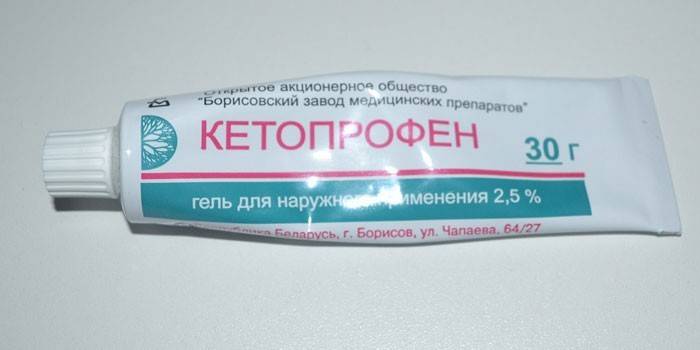 Открытое акционерное общество
"Борисовский завод медицинских препаратов"
КЕТОПРОФЕН
30 г
гель для наружного применения 2,5 %
Республика Беларусь, г. Борисов, ул. Чапаева, 64/27